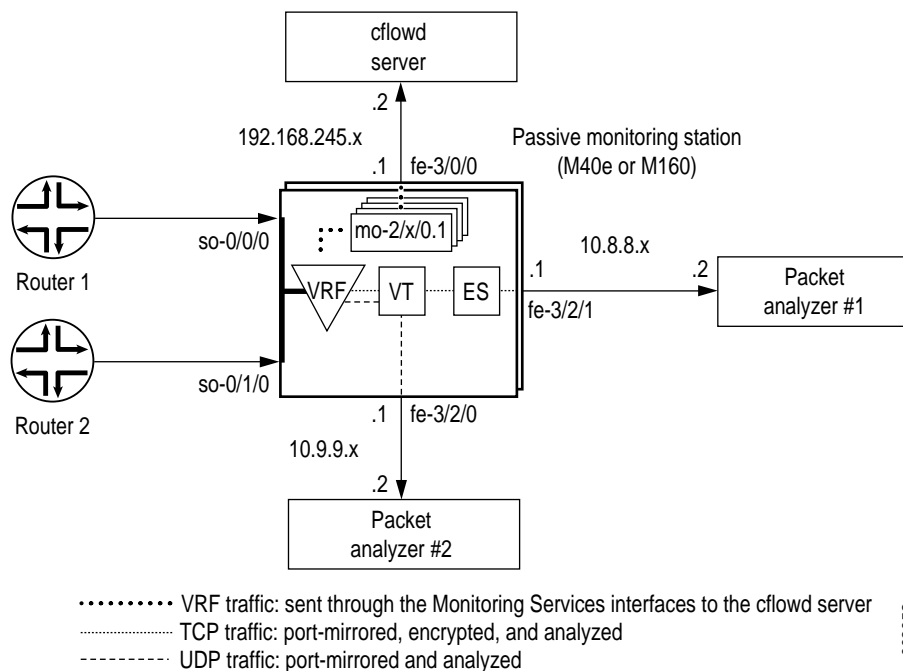 cflowd
server
.2
192.168.245.x
Passive monitoring station
(M40e or M160)
.1
fe-3/0/0
mo-2/x/0.1
so-0/0/0
Router 1
VRF
VT
ES
.1
10.8.8.x
.2
fe-3/2/1
Packet
analyzer #1
so-0/1/0
Router 2
.1
fe-3/2/0
10.9.9.x
.2
Packet
analyzer #2
VRF traffic: sent through the Monitoring Services interfaces to the cflowd server
TCP traffic: port-mirrored, encrypted, and analyzed
UDP traffic: port-mirrored and analyzed